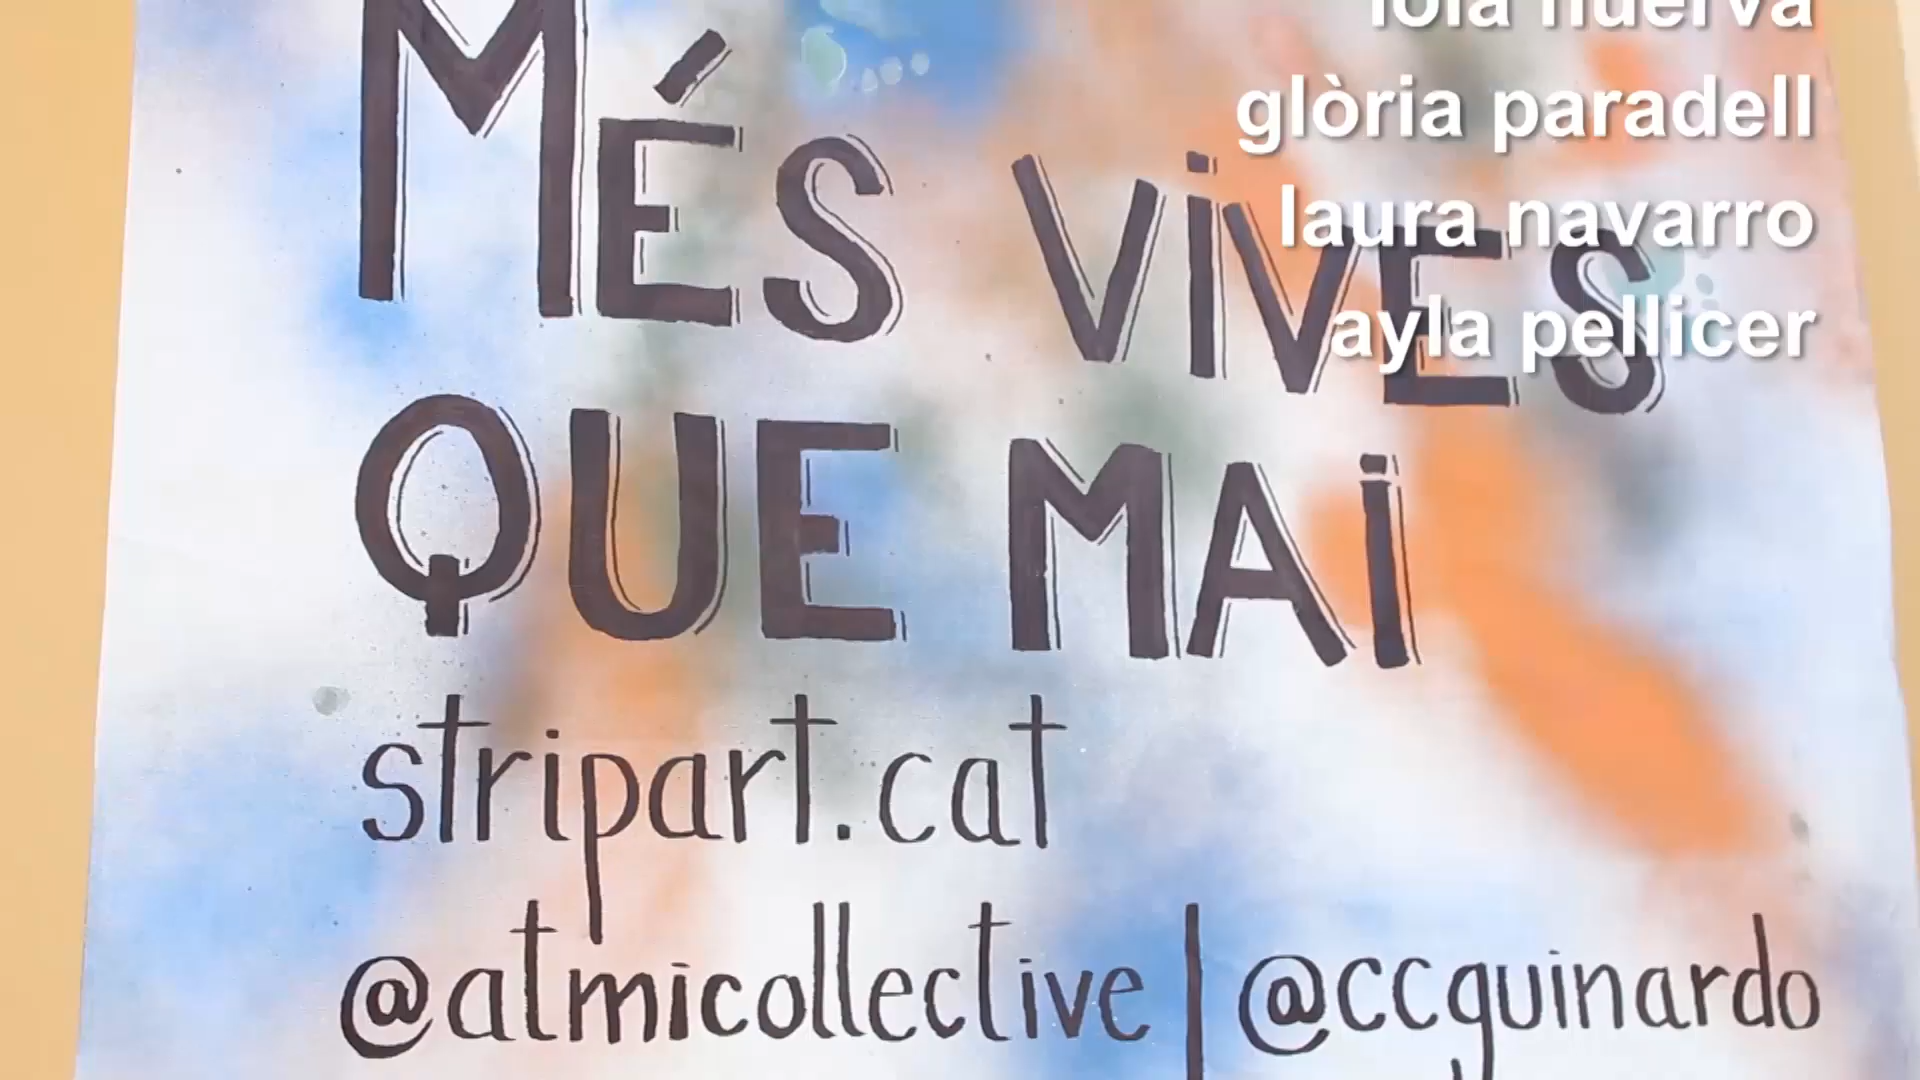 MÉS ViVES
QUE MAi
stripart.cat
@atmicollective | @ccguinardo
glòria paradell
laura navarro
ayla pellicer